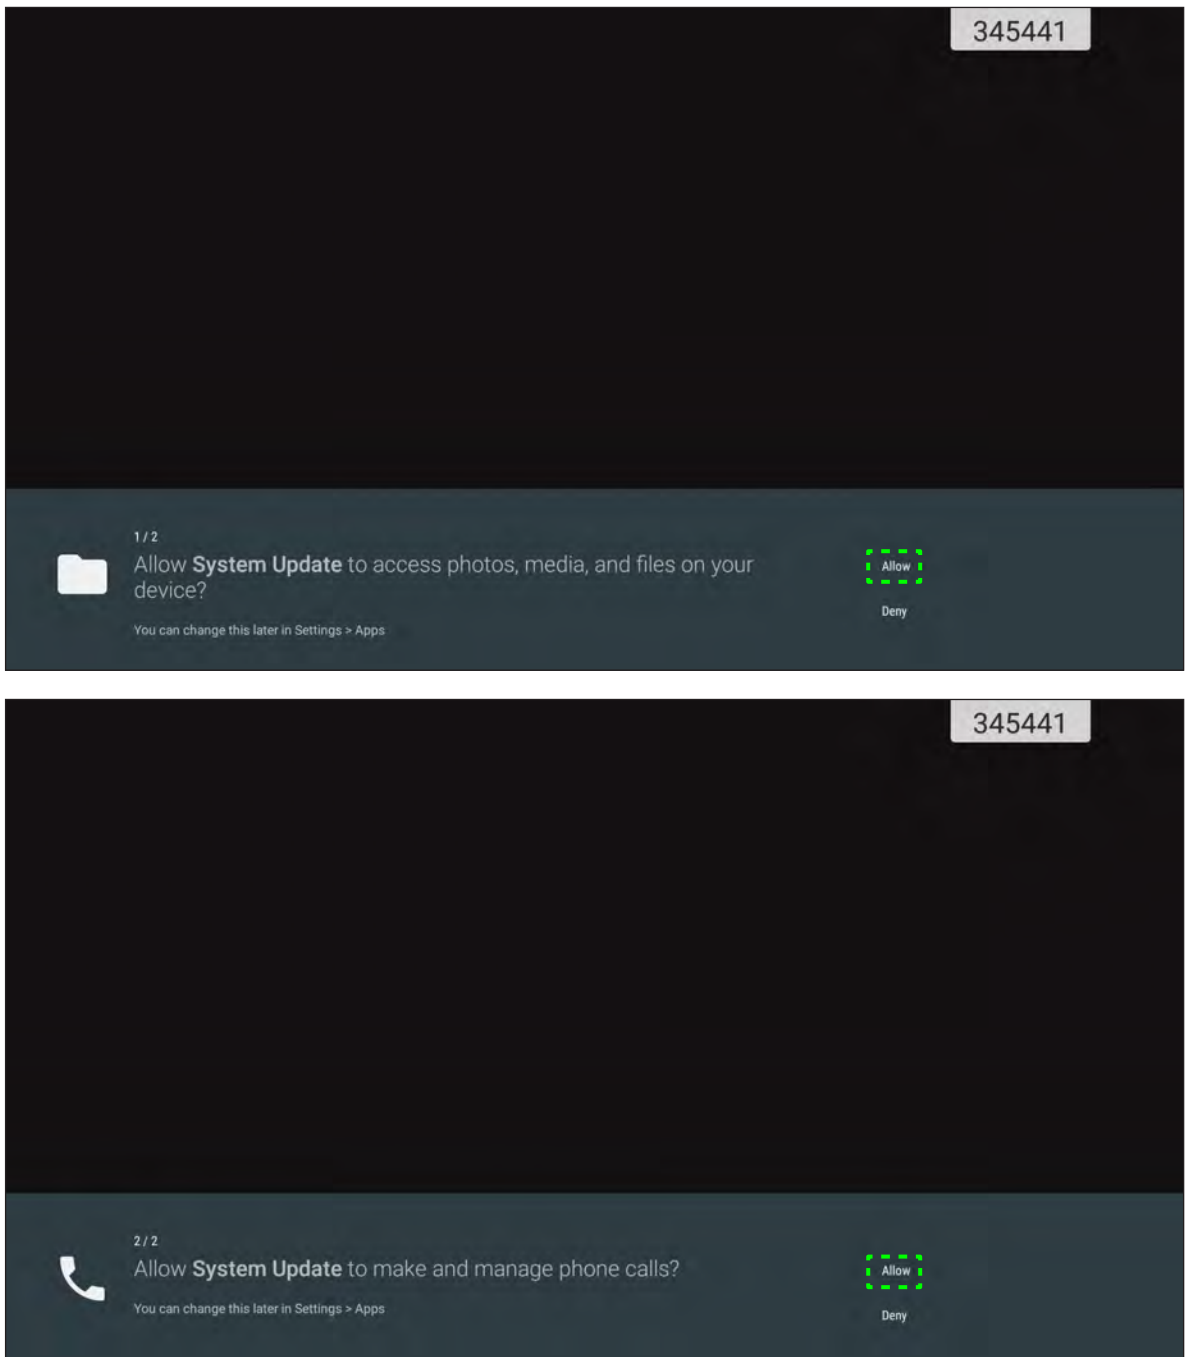 345441
1 / 2
Allow System Update to access photos, media, and files on your
device?
You can change this later in Settings > Apps
Allow
Deny
345441
2 / 2
Allow System Update to make and manage phone calls?
You can change this later in Settings > Apps
Allow
Deny